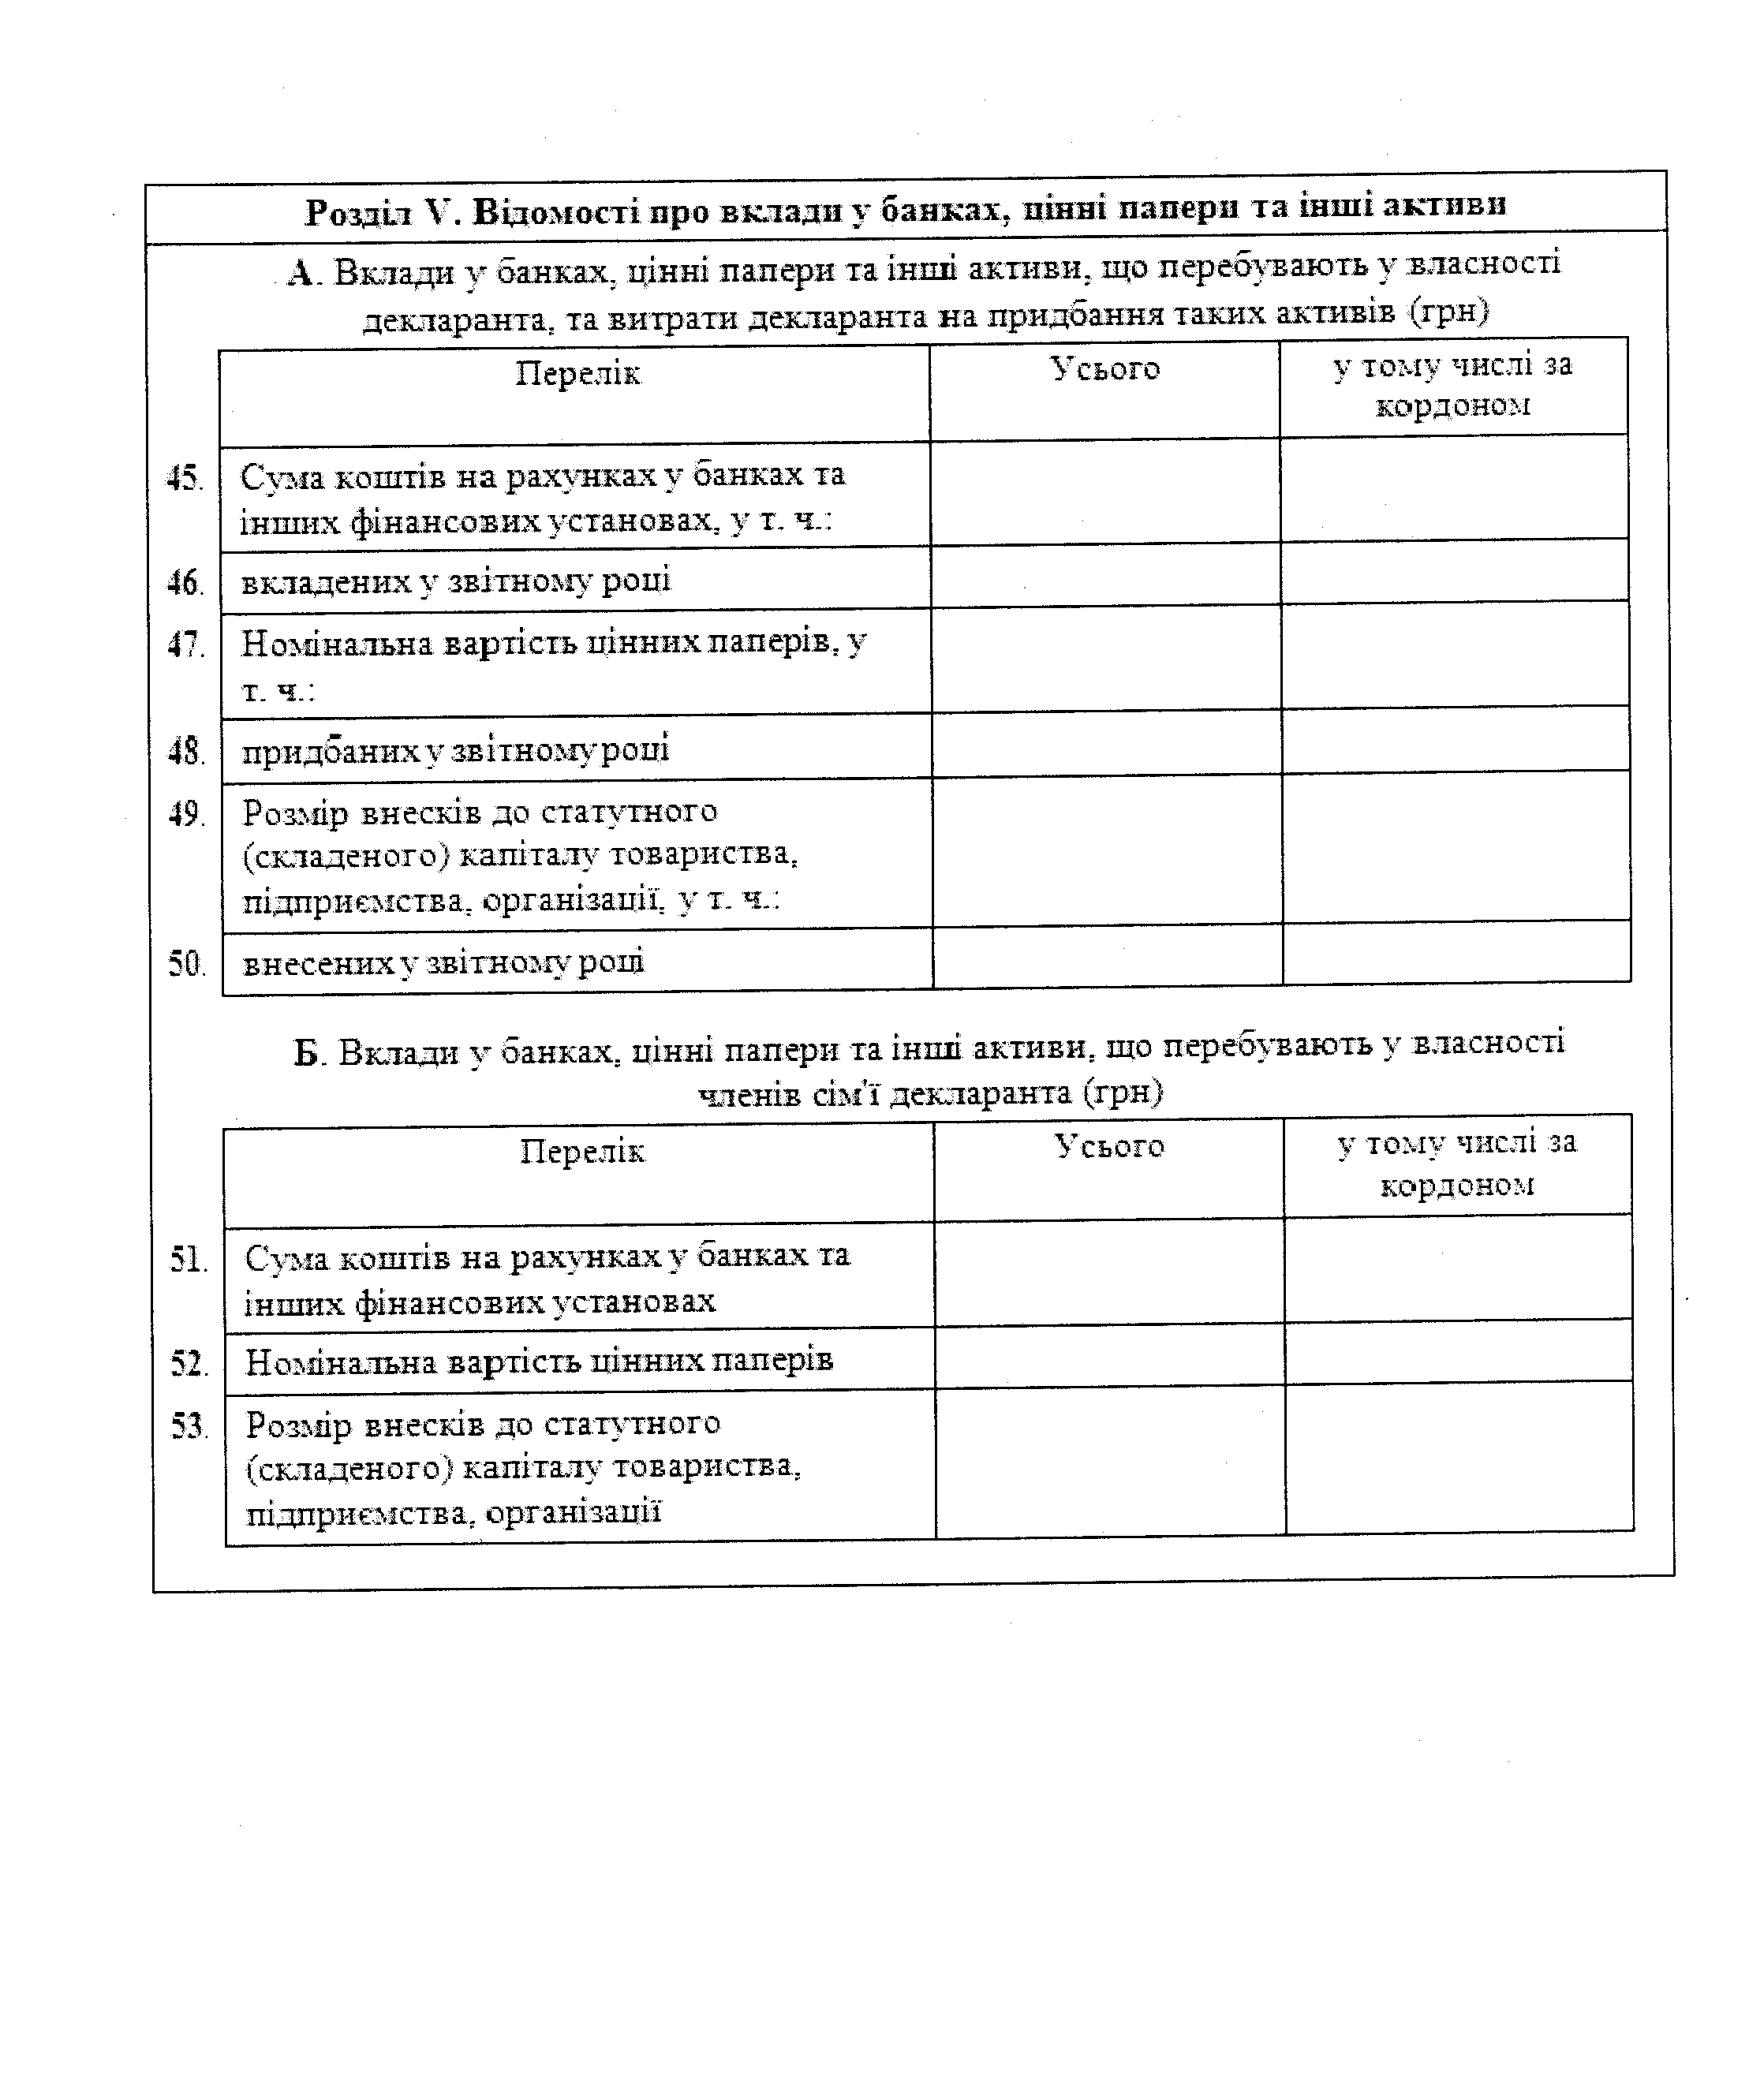 Розділ V. Відомості про вклади у банках, цінні папери та інші активи
А. Вклади у банках, цінні папери та інші активи, що перебувають у власності
декларанта, та витрати декларанта на придбання таких активів (грн)
Перелік
Усього
у тому числі за
кордоном
45. Сума коштів на рахунках у банках та
інших фінансових установах, у т. ч.:
46. вкладених у звітному році
47. Номінальна вартість цінних паперів, у
т. ч.:
48. придбаних у звітному році
49. Розмір внесків до статутного
(складеного) капіталу товариства,
підприємства, організації, у т. ч.:
50. внесених у звітному році
Б. Вклади у банках, цінні папери та інші активи, що перебувають у власності
членів сім'ї декларанта (грн)
Перелік
Усього
у тому числі за
кордоном
51. Сума коштів на рахунках у банках та
інших фінансових установах
52. Номінальна вартість цінних паперів
53. Розмір внесків до статутного
(складеного) капіталу товариства,
підприємства, організації